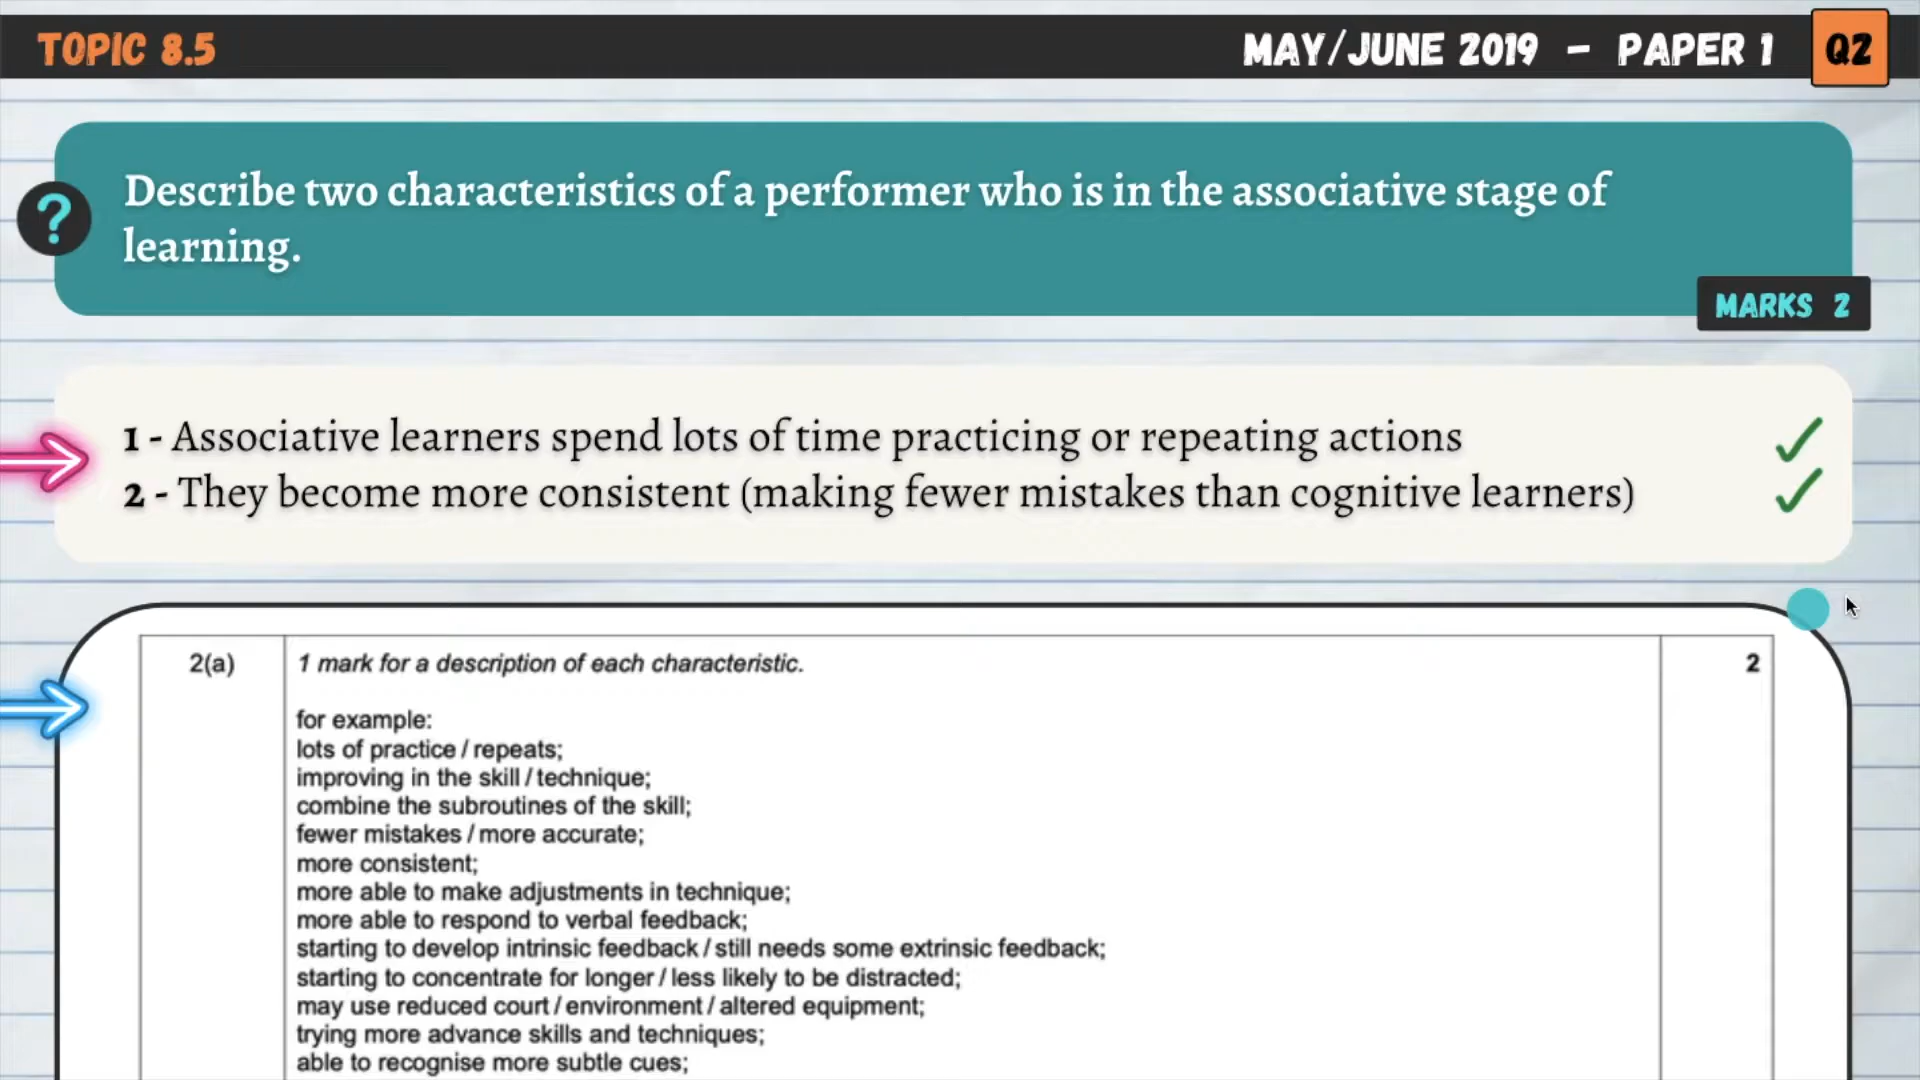 TOPIC 8.5
MAY/JUNE 2019 – PAPER 1 Q2
?
Describe two characteristics of a performer who is in the associative stage of
learning.
MARKS 2
1 - Associative learners spend lots of time practicing or repeating actions
2 - They become more consistent (making fewer mistakes than cognitive learners)
2(a) 1 mark for a description of each characteristic. 2
for example:
lots of practice / repeats;
improving in the skill / technique;
combine the subroutines of the skill;
fewer mistakes / more accurate;
more consistent;
more able to make adjustments in technique;
more able to respond to verbal feedback;
starting to develop intrinsic feedback / still needs some extrinsic feedback;
starting to concentrate for longer / less likely to be distracted;
may use reduced court / environment / altered equipment;
trying more advance skills and techniques;
able to recognise more subtle cues;